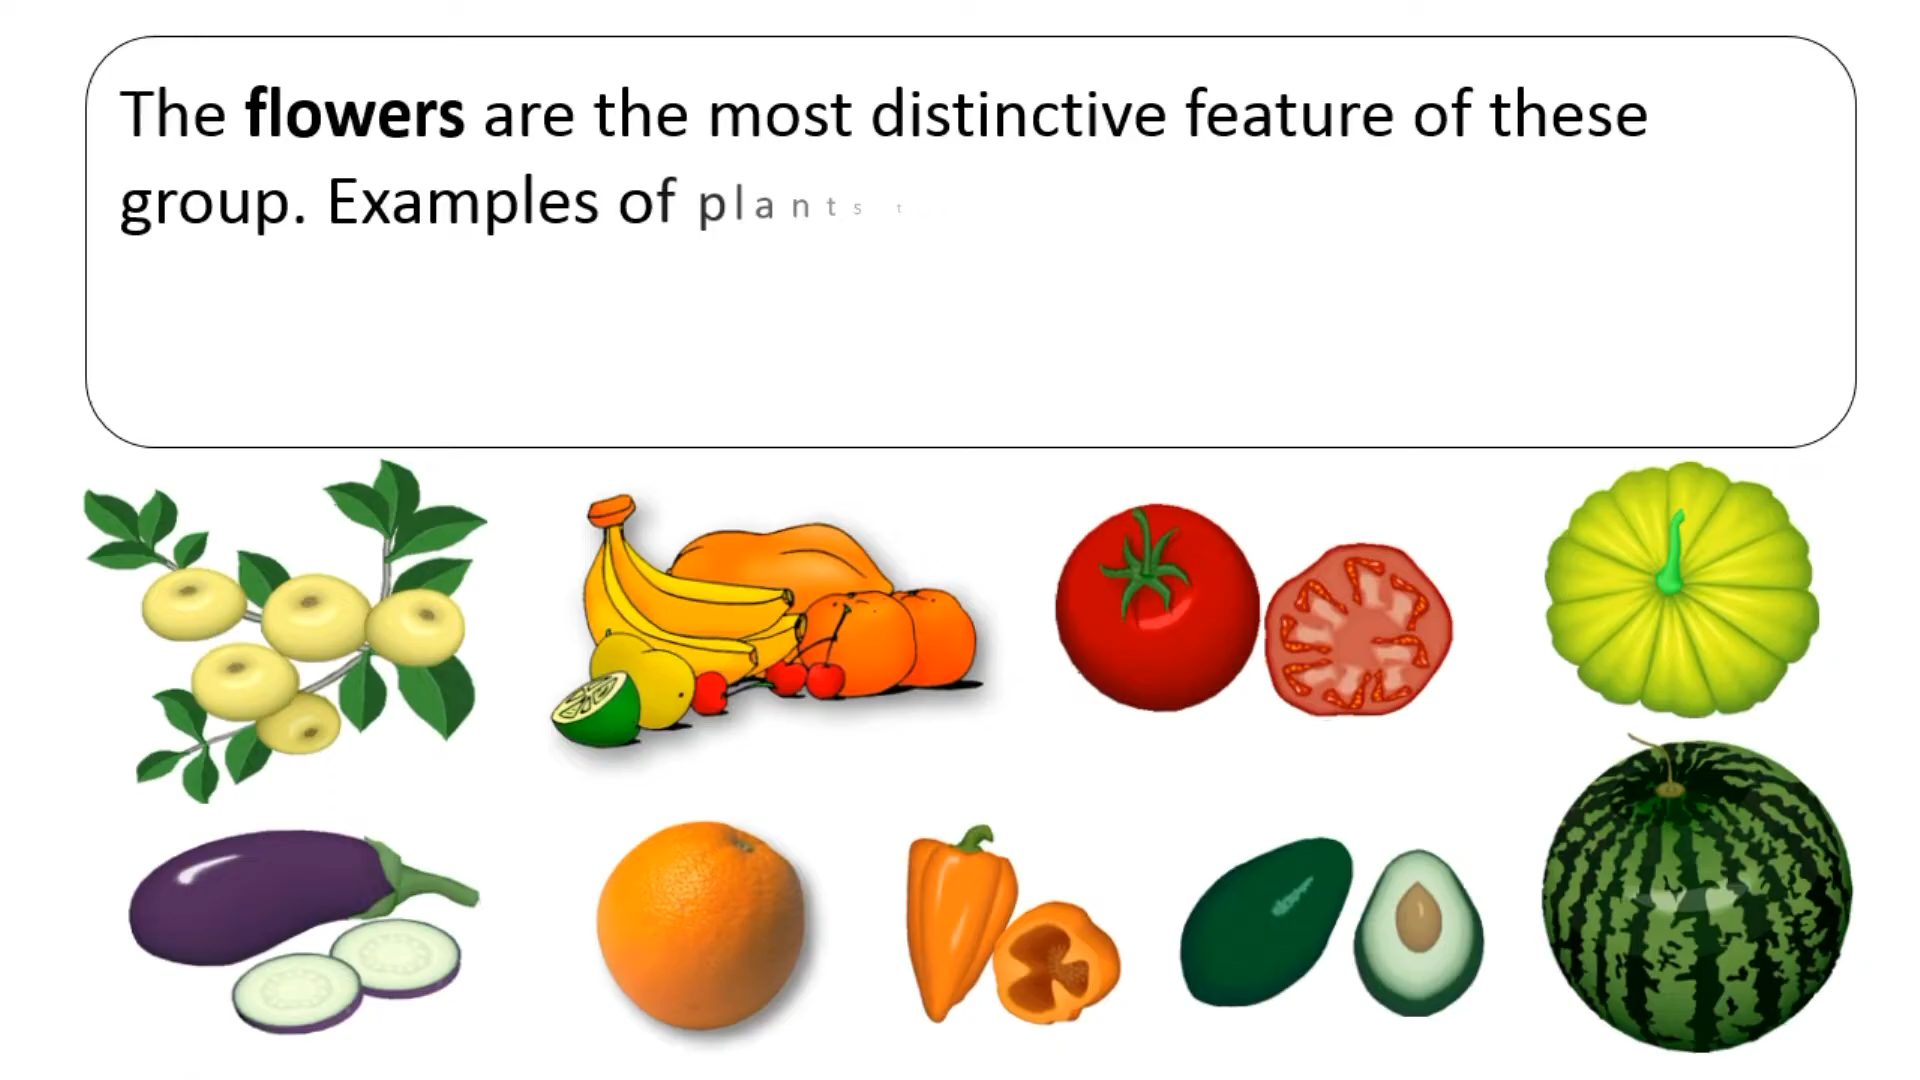 The flowers are the most distinctive feature of these
group. Examples of plants t